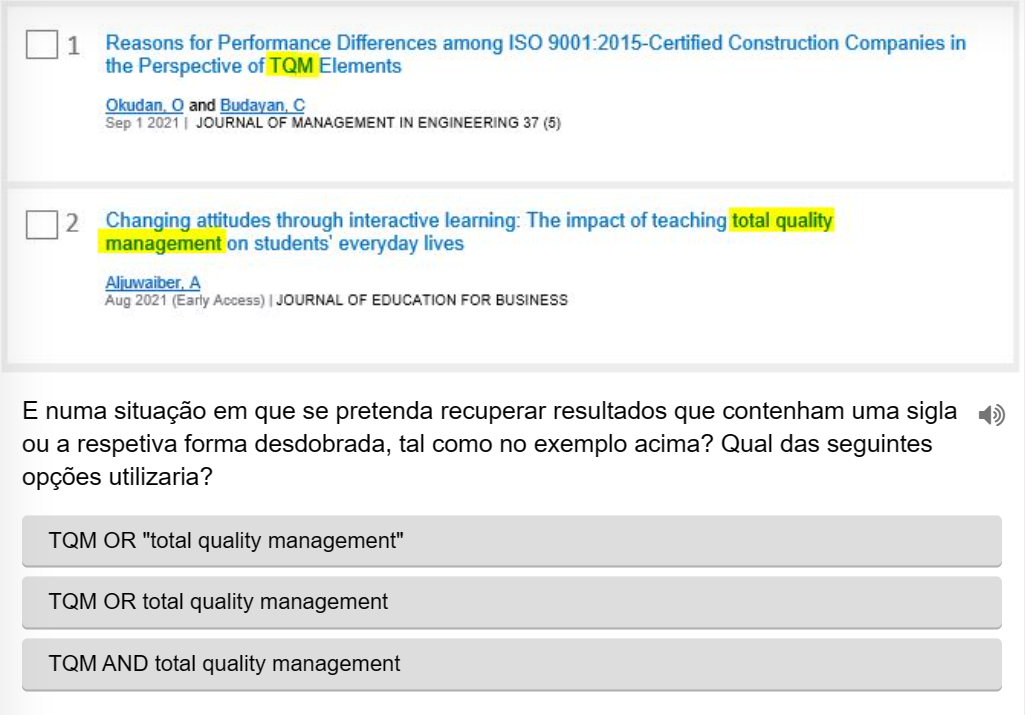 1 Reasons for Performance Differences among ISO 9001:2015-Certified Construction Companies in
the Perspective of TQM Elements
Okudan, O and Budayan, C
Sep 1 2021 | JOURNAL OF MANAGEMENT IN ENGINEERING 37 (5)
2 Changing attitudes through interactive learning: The impact of teaching total quality
management on students' everyday lives
Aljuwaiber, A
Aug 2021 (Early Access) | JOURNAL OF EDUCATION FOR BUSINESS
E numa situação em que se pretenda recuperar resultados que contenham uma sigla
ou a respetiva forma desdobrada, tal como no exemplo acima? Qual das seguintes
opções utilizaria?
TQM OR "total quality management"
TQM OR total quality management
TQM AND total quality management